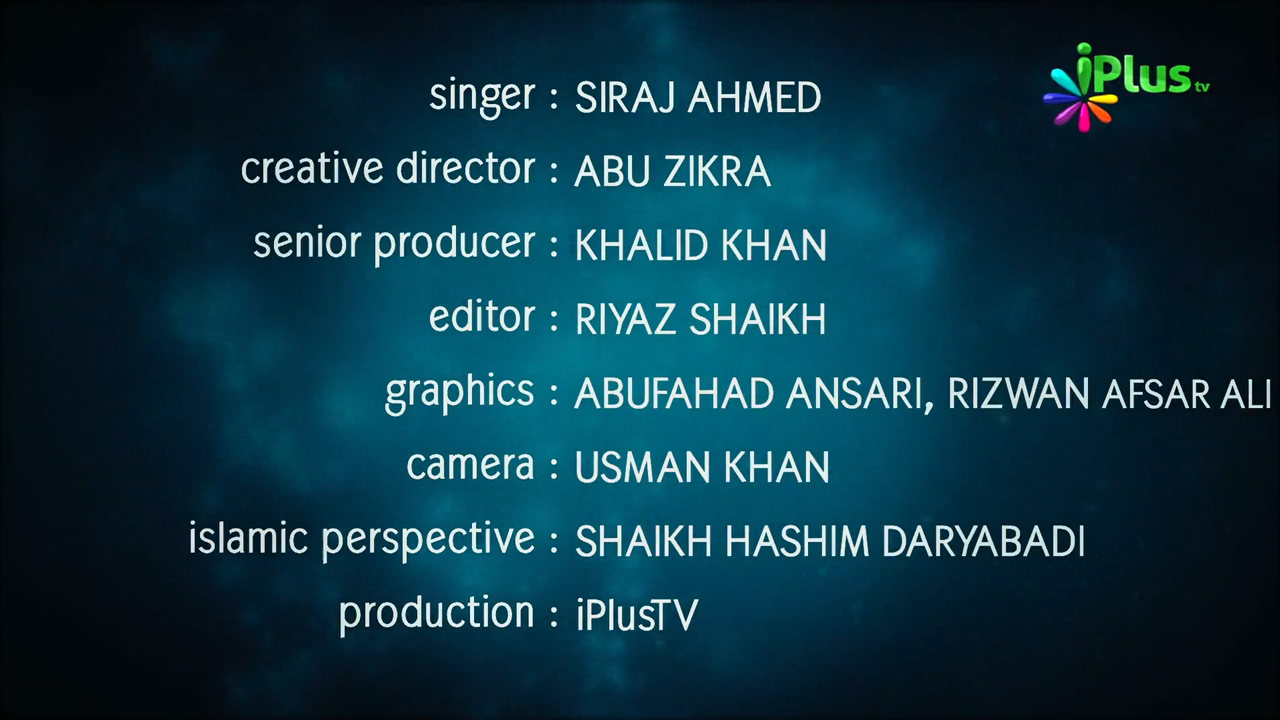 iPlus tv
singer : SIRAJ AHMED
creative director : ABU ZIKRA
senior producer : KHALID KHAN
editor : RIYAZ SHAIKH
graphics : ABUFAHAD ANSARI, RIZWAN AFSAR ALI
camera : USMAN KHAN
islamic perspective : SHAIKH HASHIM DARYABADI
production : iPlusTV